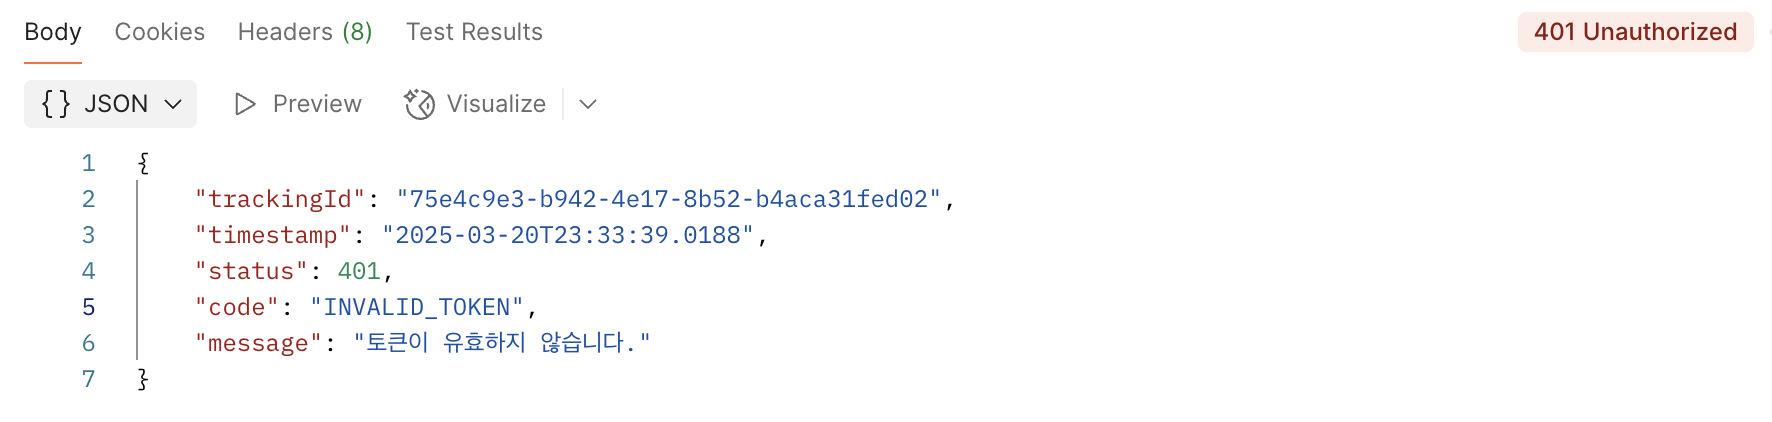 Body Cookies Headers (8) Test Results 401 Unauthorized
{} JSON Preview Visualize
1 {
2 "trackingId": "75e4c9e3-b942-4e17-8b52-b4aca31fed02",
3 "timestamp": "2025-03-20T23:33:39.0188",
4 "status": 401,
5 "code": "INVALID_TOKEN",
6 "message": "토큰이 유효하지 않습니다."
7 }